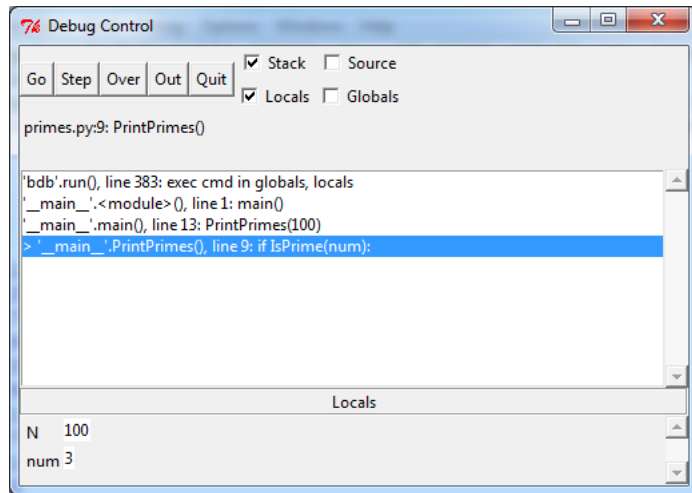 7% Debug Control
Go Step Over Out Quit
Stack Source
Locals Globals
primes.py:9: PrintPrimes()
'bdb'.run(), line 383: exec cmd in globals, locals
'__main__'.<module>(), line 1: main()
'__main__'.main(), line 13: PrintPrimes(100)
> '__main__'.PrintPrimes(), line 9: if IsPrime(num):
Locals
N 100
num 3